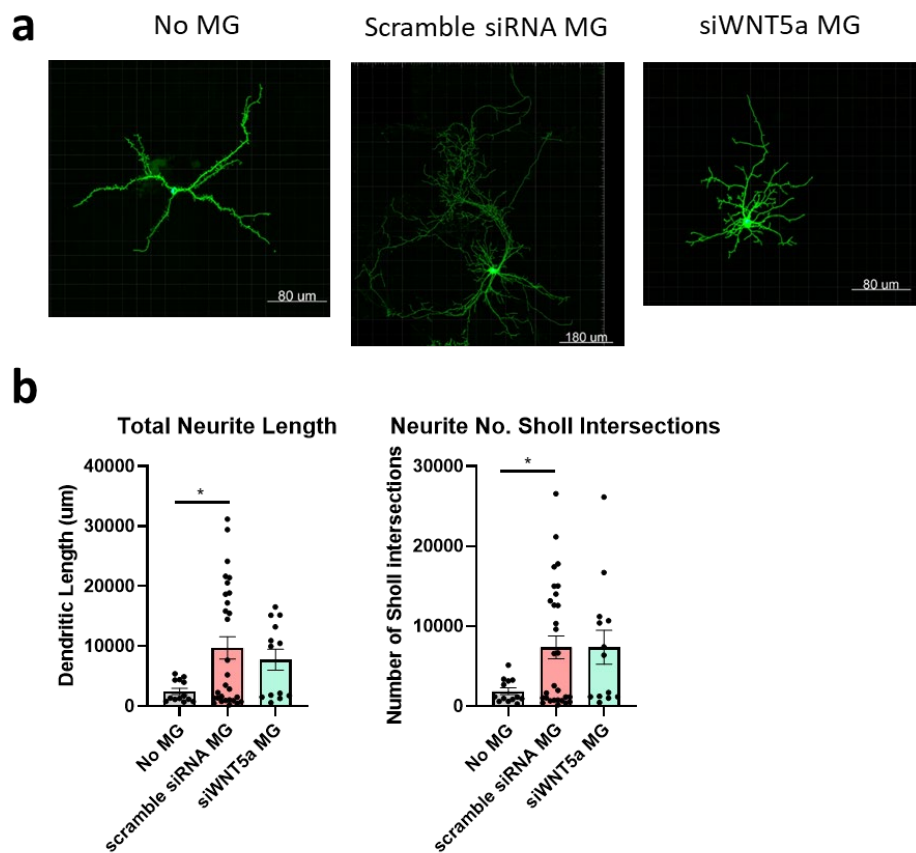 a
No MG
Scramble siRNA MG
siWNT5a MG
80 um
180 um
80 um
b
Total Neurite Length
Dendritic Length (um)
40000
30000
20000
10000
0
*
No MG
scramble siRNA MG
siWNT5a MG
Neurite No. Sholl Intersections
Number of Sholl intersections
30000
20000
10000
0
*
No MG
scramble siRNA MG
siWNT5a MG